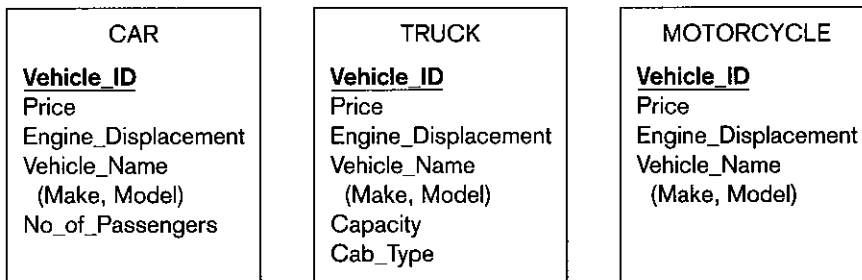 CAR
Vehicle_ID
Price
Engine_Displacement
Vehicle_Name
(Make, Model)
No_of_Passengers
TRUCK
Vehicle_ID
Price
Engine_Displacement
Vehicle_Name
(Make, Model)
Capacity
Cab_Type
MOTORCYCLE
Vehicle_ID
Price
Engine_Displacement
Vehicle_Name
(Make, Model)